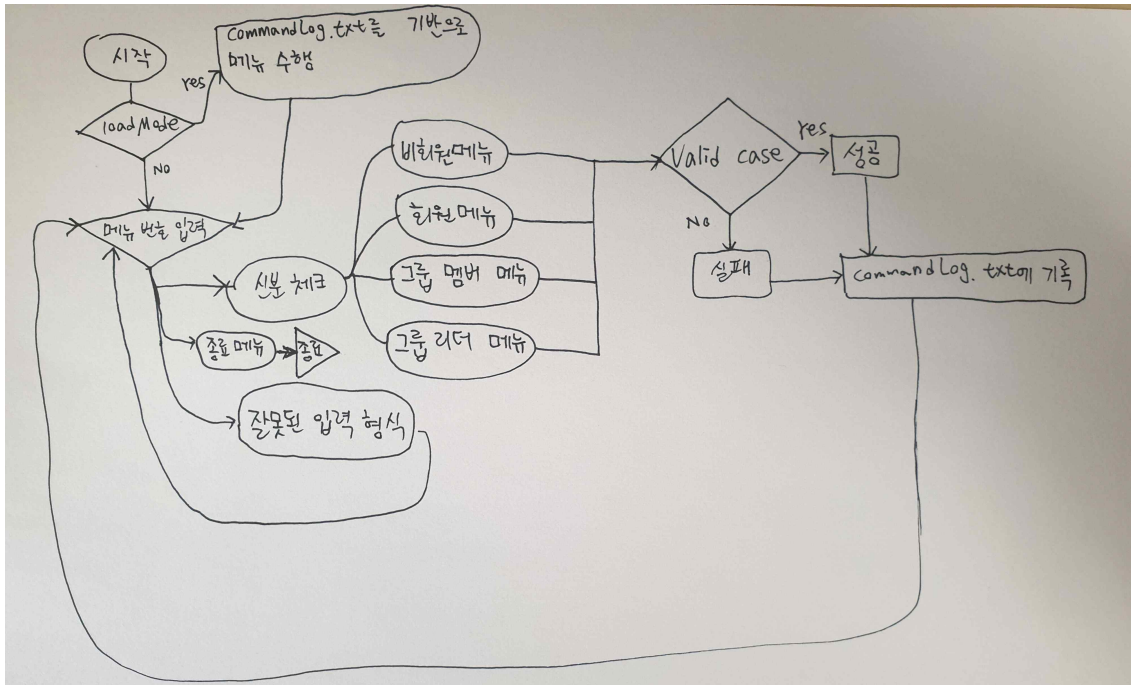 시작
commandLog.txt를 기반으로
메뉴 수행
Yes
loadMode
NO
메뉴 번호 입력
신분 체크
종료 메뉴
종료
잘못된 입력 형식
비회원메뉴
회원메뉴
그룹 멤버 메뉴
그룹 리더 메뉴
Valid case
Yes
성공
No
실패
commandLog.txt에 기록